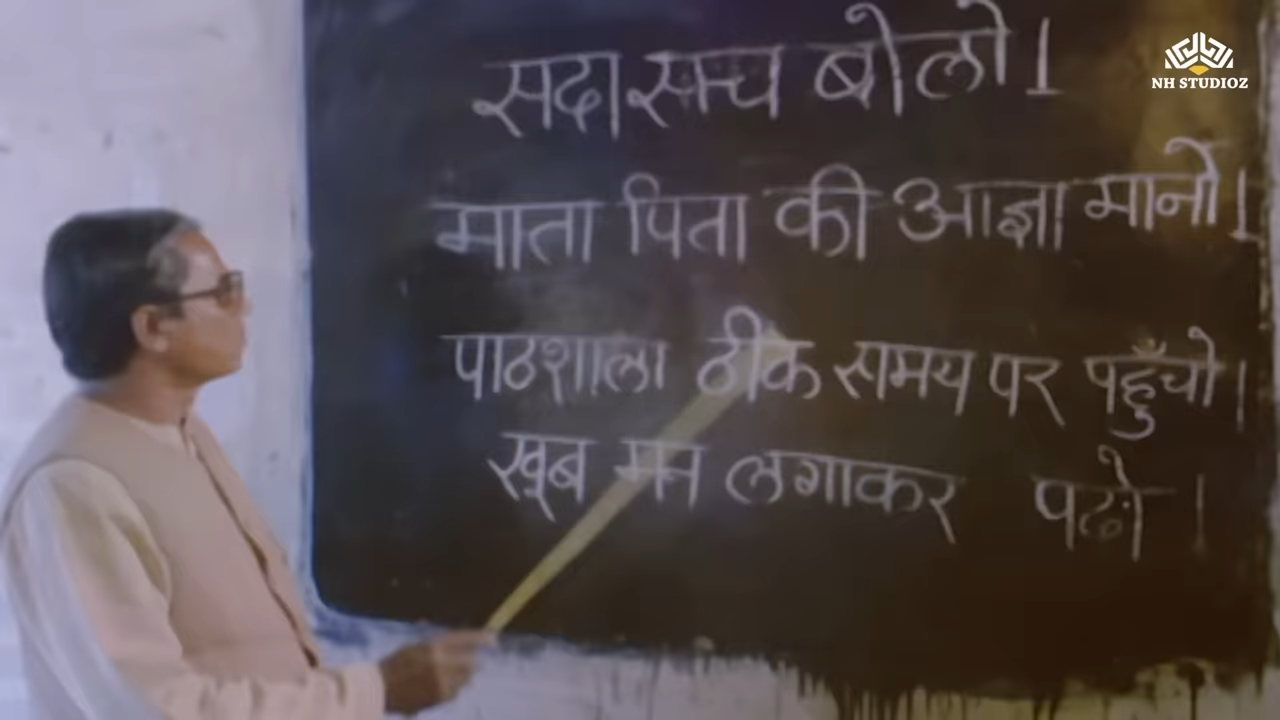 NH STUDIOZ
सदा सच बोलो।
माता पिता की आज्ञा मानो।
पाठशाला ठीक समय पर पहुँचो।
खूब मन लगाकर पढो ।